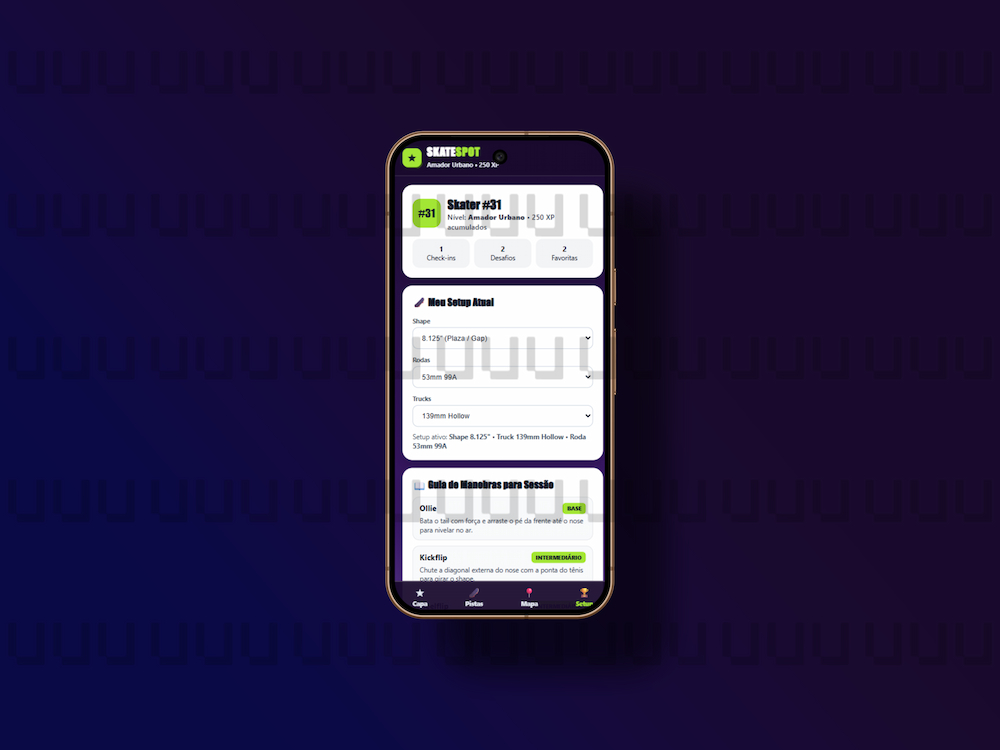 SKATESPOT
Amador Urbano • 250 XP
#31
Skater #31
Nível: Amador Urbano • 250 XP
acumulados
1
Check-ins
2
Desafios
2
Favoritas
Meu Setup Atual
Shape
8.125" (Plaza / Gap)
Rodas
53mm 99A
Trucks
139mm Hollow
Setup ativo: Shape 8.125" • Truck 139mm Hollow • Roda
53mm 99A
Guia de Manobras para Sessão
Ollie
BASE
Bata o tail com força e arraste o pé da frente até o nose
para nivelar no ar.
Kickflip
INTERMEDIÁRIO
Chute a diagonal externa do nose com a ponta do tênis
para girar o shape.
Capa
Pistas
Mapa
Setup